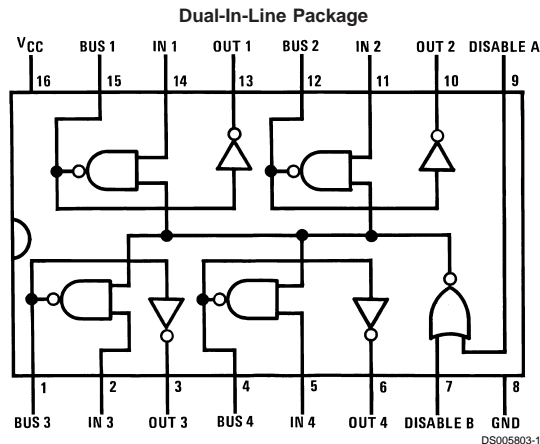 Dual-In-Line Package
VCC BUS 1 IN 1 OUT 1 BUS 2 IN 2 OUT 2 DISABLE A
16 15 14 13 12 11 10 9
1 2 3 4 5 6 7 8
BUS 3 IN 3 OUT 3 BUS 4 IN 4 OUT 4 DISABLE B GND
DS005803-1